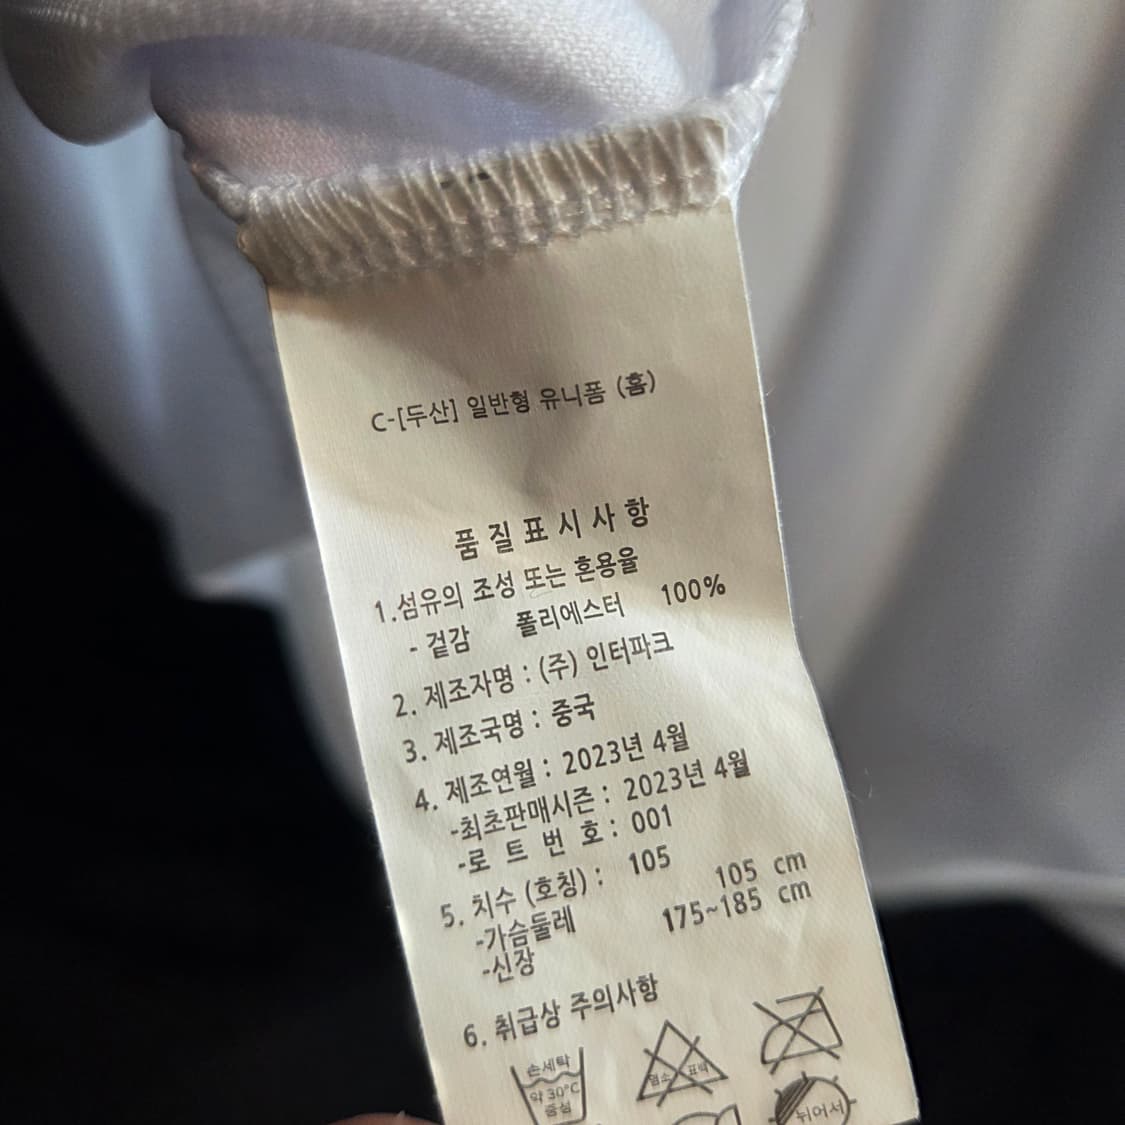 C-[두산] 일반형 유니폼 (홈)
품 질 표 시 사 항
1.섬유의 조성 또는 혼용율
- 겉감 폴리에스터 100%
2. 제조자명 : (주) 인터파크
3. 제조국명 : 중국
4. 제조연월 : 2023년 4월
-최초판매시즌 : 2023년 4월
-로 트 번 호 : 001
5. 치수 (호칭) : 105
-가슴둘레 105 cm
-신장 175~185 cm
6. 취급상 주의사항
손세탁
약 30°C
중성
염소 표백
뉘어서